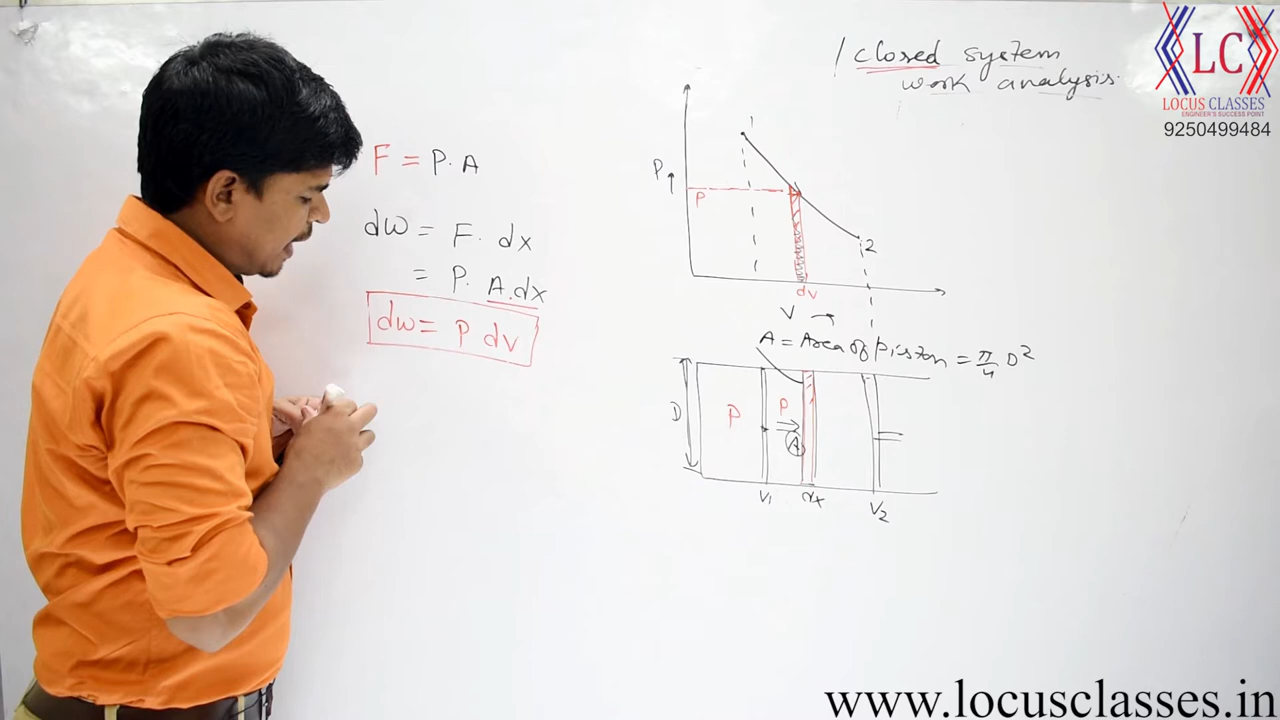 closed system
work analysis.
LC
LOCUS CLASSES
ENGINEER'S SUCCESS POINT
9250499484
F = P. A
dw = F. dx
= P. A.dx
dw = P dv
1
P
P
2
dv
V
A = Area of Piston = π/4 D²
D
P
P
A
V1
dx
V2
www.locusclasses.in